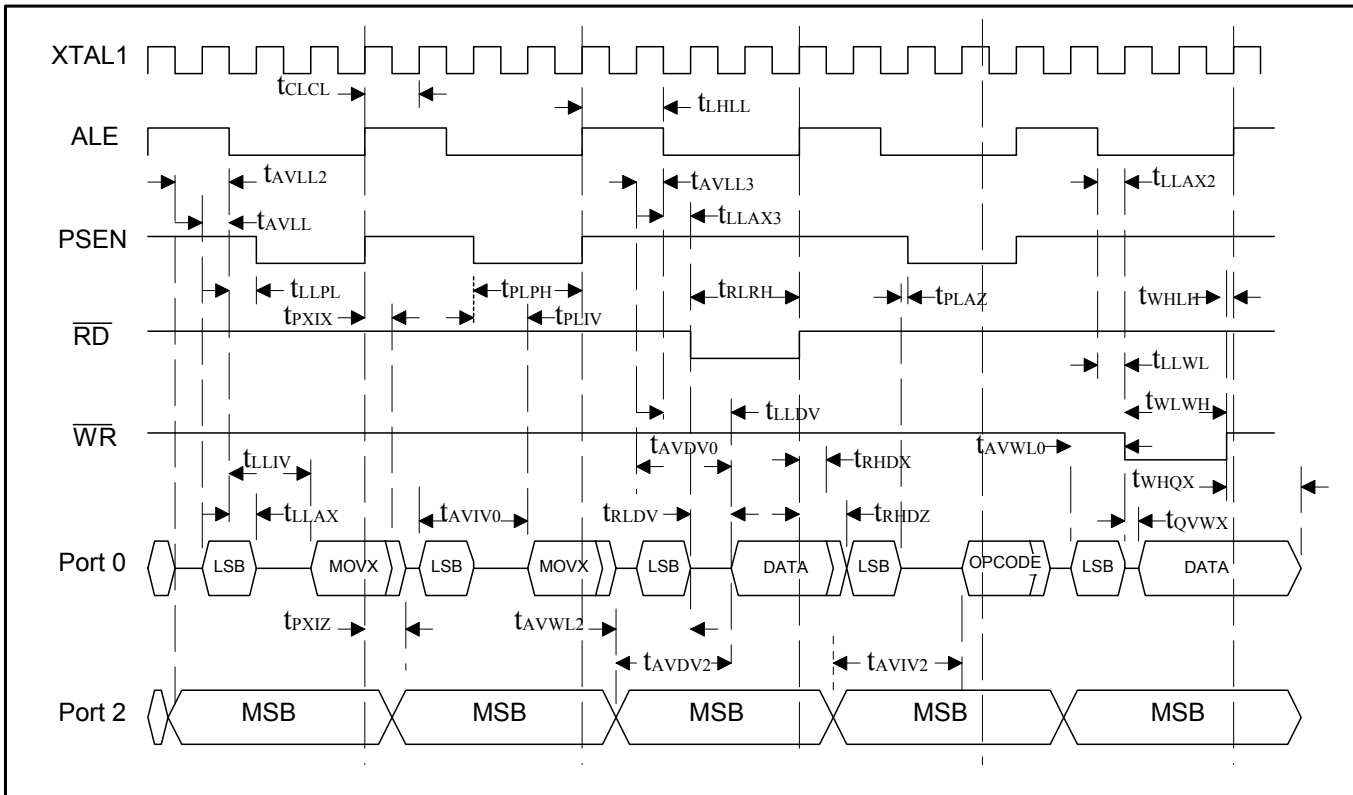 XTAL1
tCLCL
tLHLL
ALE
tAVLL2
tAVLL3
tLLAX2
tAVLL
tLLAX3
PSEN
tLLPL
tPLPH
tRLRH
tPLAZ
tWHLH
tPXIX
tPLIV
RD
tLLWL
tLLDV
tWLWH
WR
tAVDV0
tAVWL0
tLLIV
tRHDX
tWHQX
tLLAX
tAVIV0
tRLDV
tRHDZ
tQVWX
Port 0
LSB
MOVX
LSB
MOVX
LSB
DATA
LSB
OPCODE
LSB
DATA
tPXIZ
tAVWL2
tAVDV2
tAVIV2
Port 2
MSB
MSB
MSB
MSB
MSB